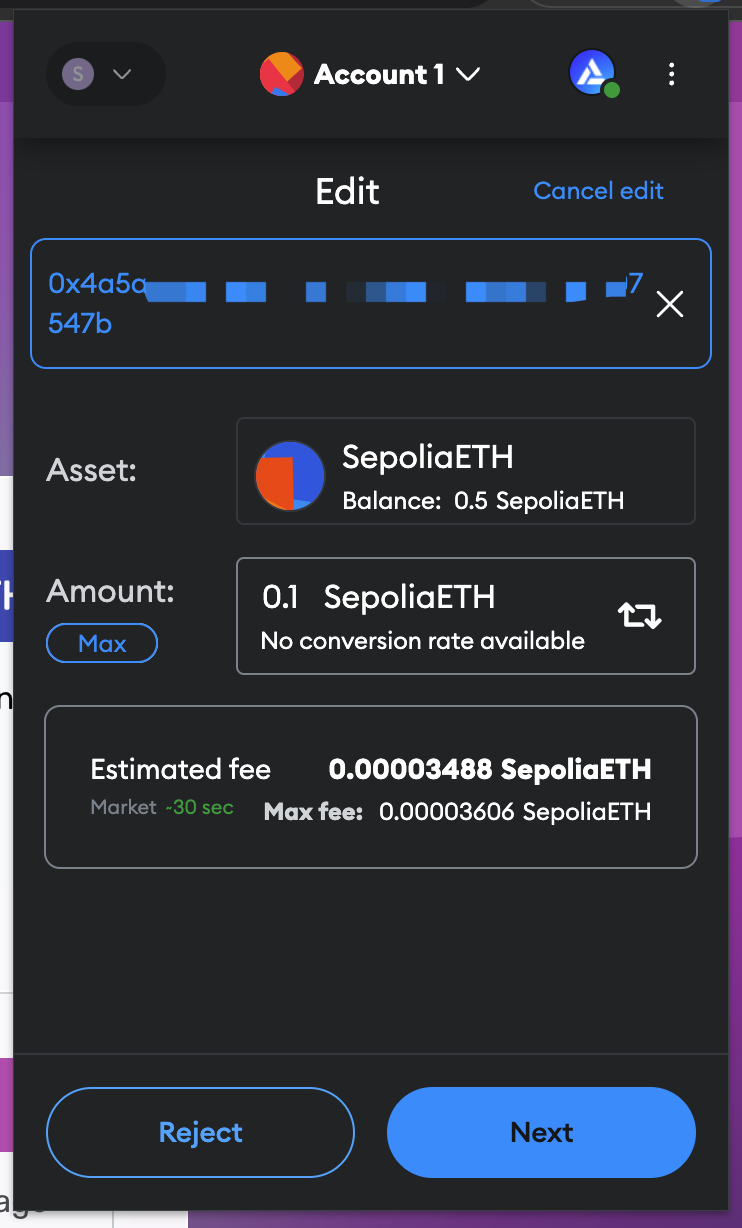 S
Account 1
Edit
Cancel edit
0x4a5a 7
547b
Asset:
SepoliaETH
Balance: 0.5 SepoliaETH
Amount:
Max
0.1 SepoliaETH
No conversion rate available
Estimated fee 0.00003488 SepoliaETH
Market ~30 sec Max fee: 0.00003606 SepoliaETH
Reject
Next